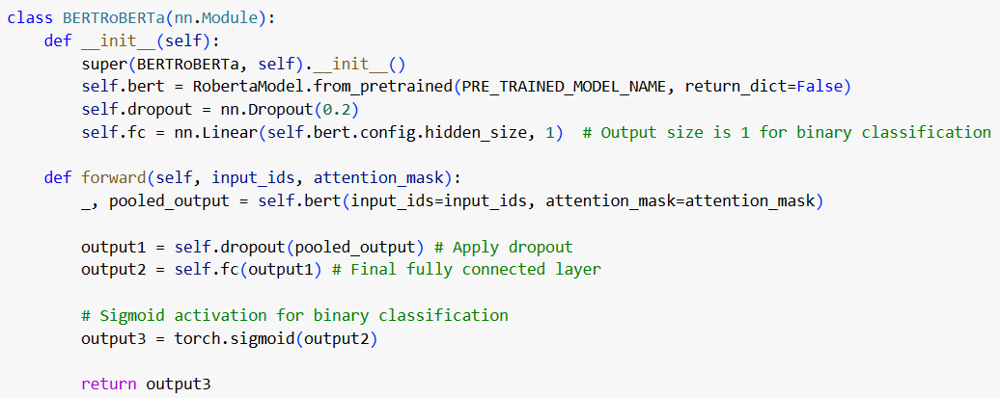 class BERTRoBERTa(nn.Module):
    def __init__(self):
        super(BERTRoBERTa, self).__init__()
        self.bert = RobertaModel.from_pretrained(PRE_TRAINED_MODEL_NAME, return_dict=False)
        self.dropout = nn.Dropout(0.2)
        self.fc = nn.Linear(self.bert.config.hidden_size, 1)  # Output size is 1 for binary classification

    def forward(self, input_ids, attention_mask):
        _, pooled_output = self.bert(input_ids=input_ids, attention_mask=attention_mask)

        output1 = self.dropout(pooled_output) # Apply dropout
        output2 = self.fc(output1) # Final fully connected layer

        # Sigmoid activation for binary classification
        output3 = torch.sigmoid(output2)

        return output3